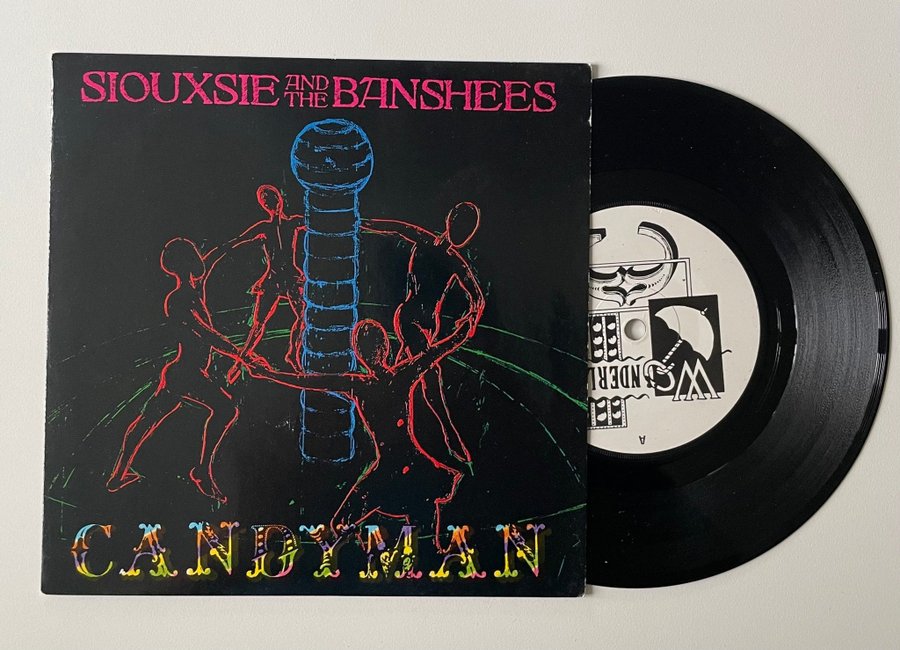 SIOUXSIE AND THE BANSHEES
CANDYMAN
A